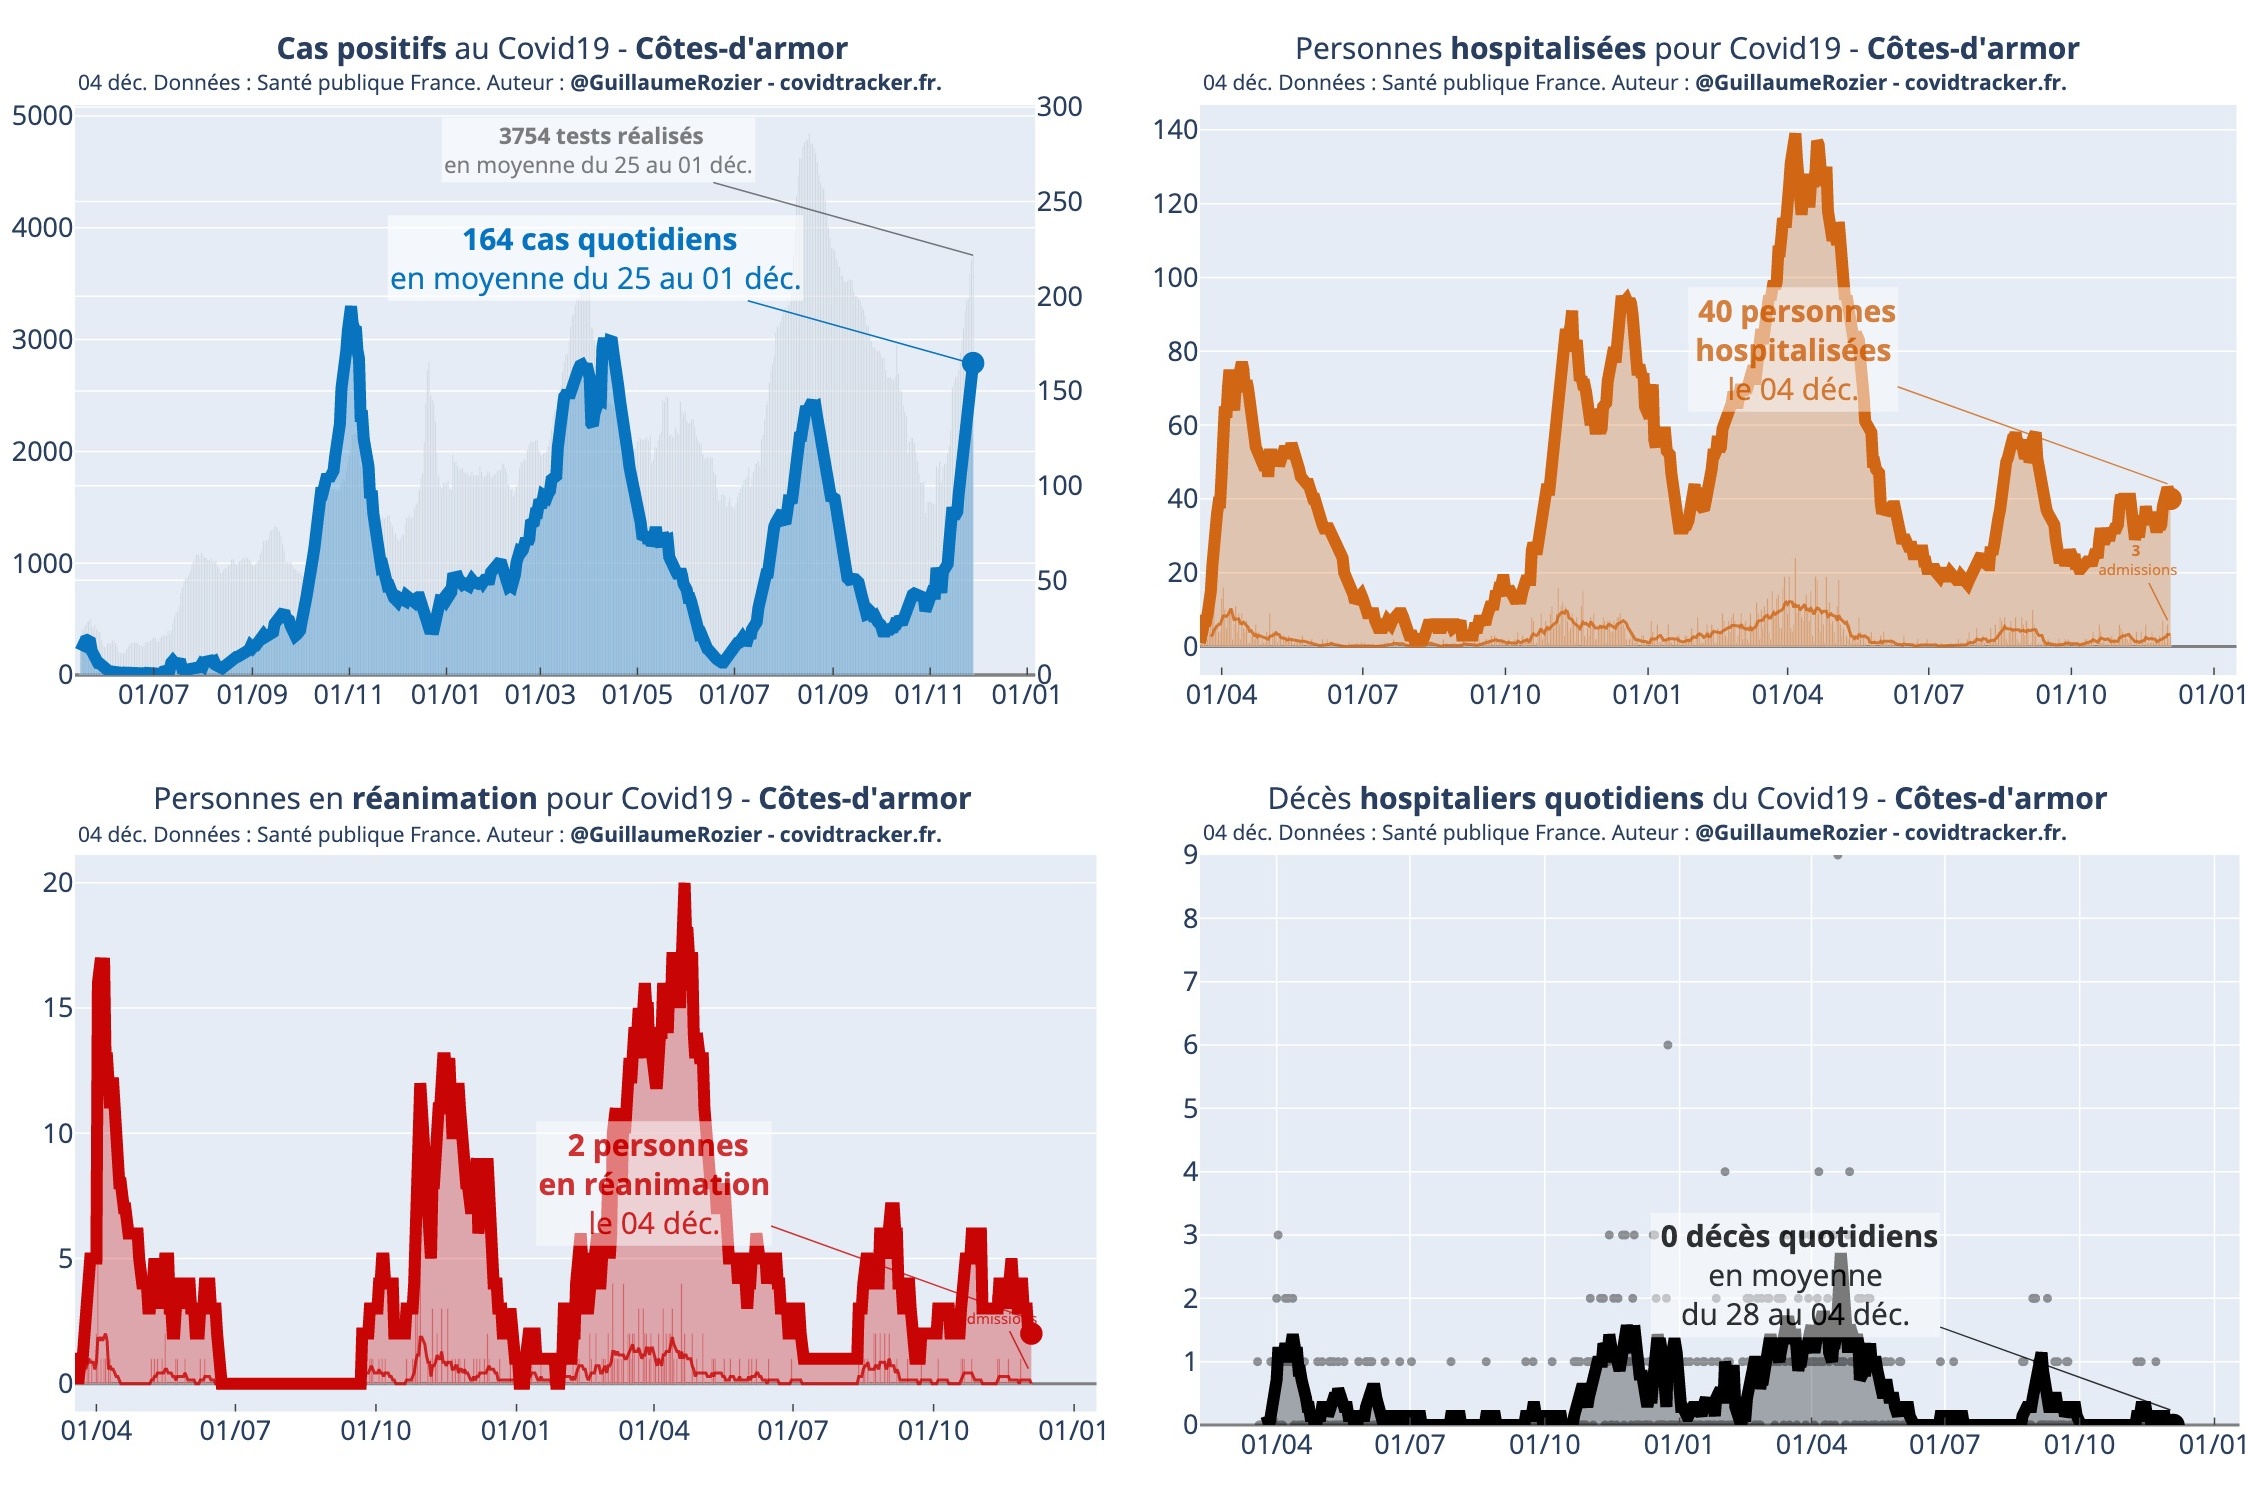 Cas positifs au Covid19 - Côtes-d'armor
04 déc. Données : Santé publique France. Auteur : @GuillaumeRozier - covidtracker.fr.
5000
4000
3000
2000
1000
0
300
250
200
150
100
50
0
3754 tests réalisés
en moyenne du 25 au 01 déc.
164 cas quotidiens
en moyenne du 25 au 01 déc.
01/07 01/09 01/11 01/01 01/03 01/05 01/07 01/09 01/11 01/01
Personnes hospitalisées pour Covid19 - Côtes-d'armor
04 déc. Données : Santé publique France. Auteur : @GuillaumeRozier - covidtracker.fr.
140
120
100
80
60
40
20
0
40 personnes
hospitalisées
le 04 déc.
3
admissions
01/04 01/07 01/10 01/01 01/04 01/07 01/10 01/01
Personnes en réanimation pour Covid19 - Côtes-d'armor
04 déc. Données : Santé publique France. Auteur : @GuillaumeRozier - covidtracker.fr.
20
15
10
5
0
2 personnes
en réanimation
le 04 déc.
dmissions
01/04 01/07 01/10 01/01 01/04 01/07 01/10 01/01
Décès hospitaliers quotidiens du Covid19 - Côtes-d'armor
04 déc. Données : Santé publique France. Auteur : @GuillaumeRozier - covidtracker.fr.
9
8
7
6
5
4
3
2
1
0
0 décès quotidiens
en moyenne
du 28 au 04 déc.
01/04 01/07 01/10 01/01 01/04 01/07 01/10 01/01